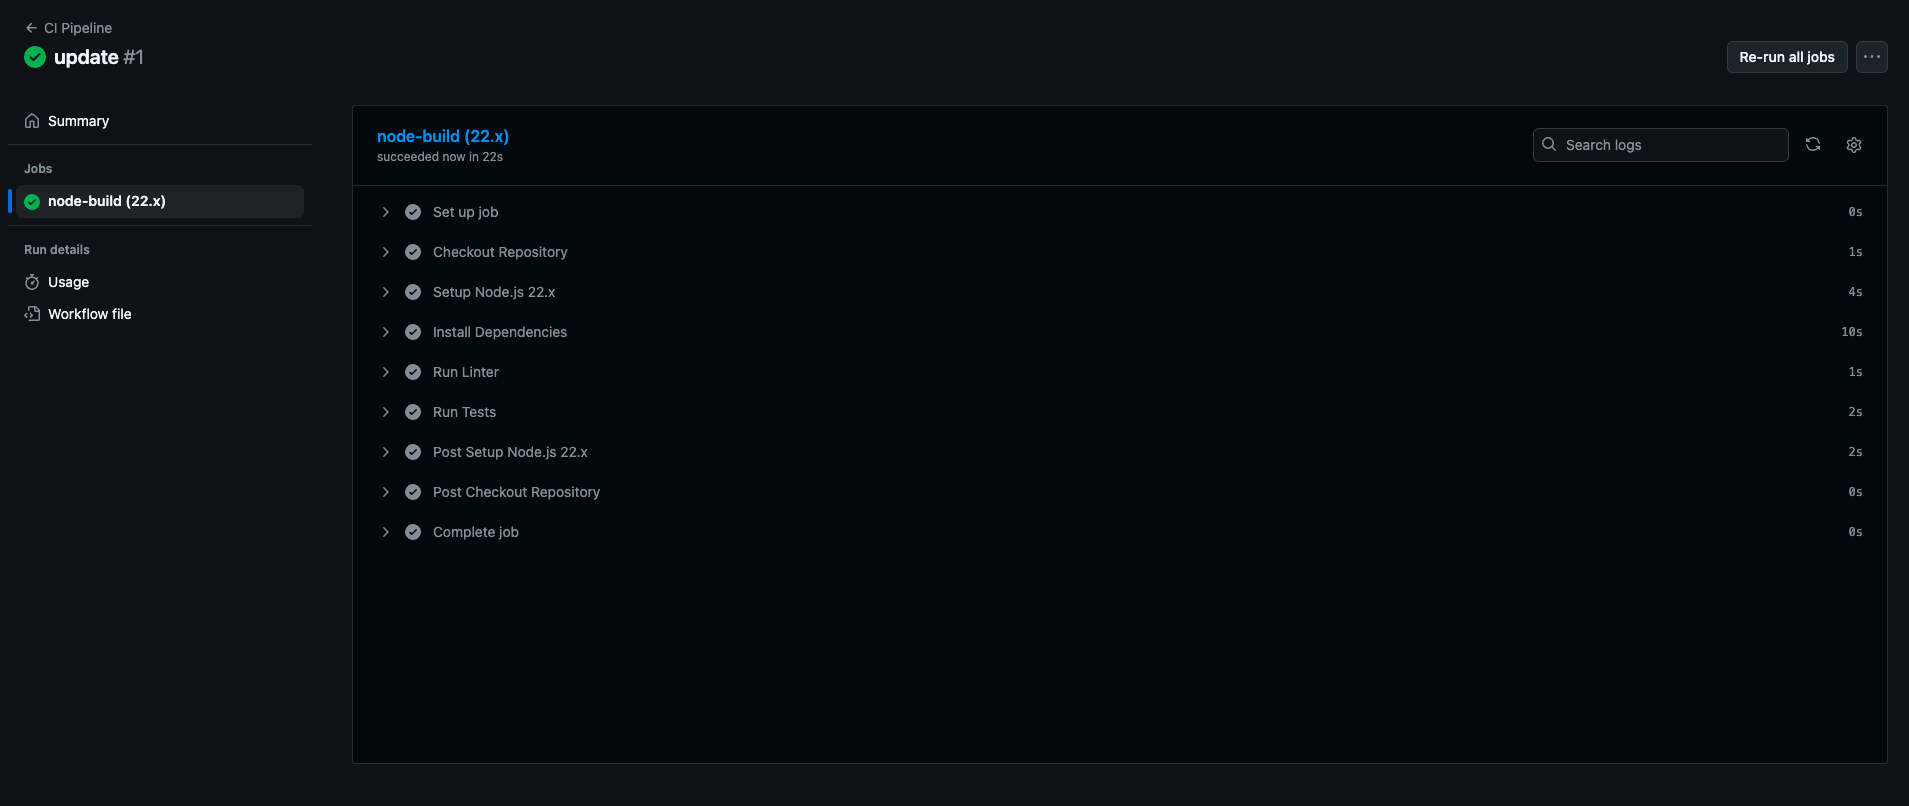 CI Pipeline
update #1
Re-run all jobs
Summary
Jobs
node-build (22.x)
Run details
Usage
Workflow file
node-build (22.x)
succeeded now in 22s
Search logs
Set up job 0s
Checkout Repository 1s
Setup Node.js 22.x 4s
Install Dependencies 10s
Run Linter 1s
Run Tests 2s
Post Setup Node.js 22.x 2s
Post Checkout Repository 0s
Complete job 0s